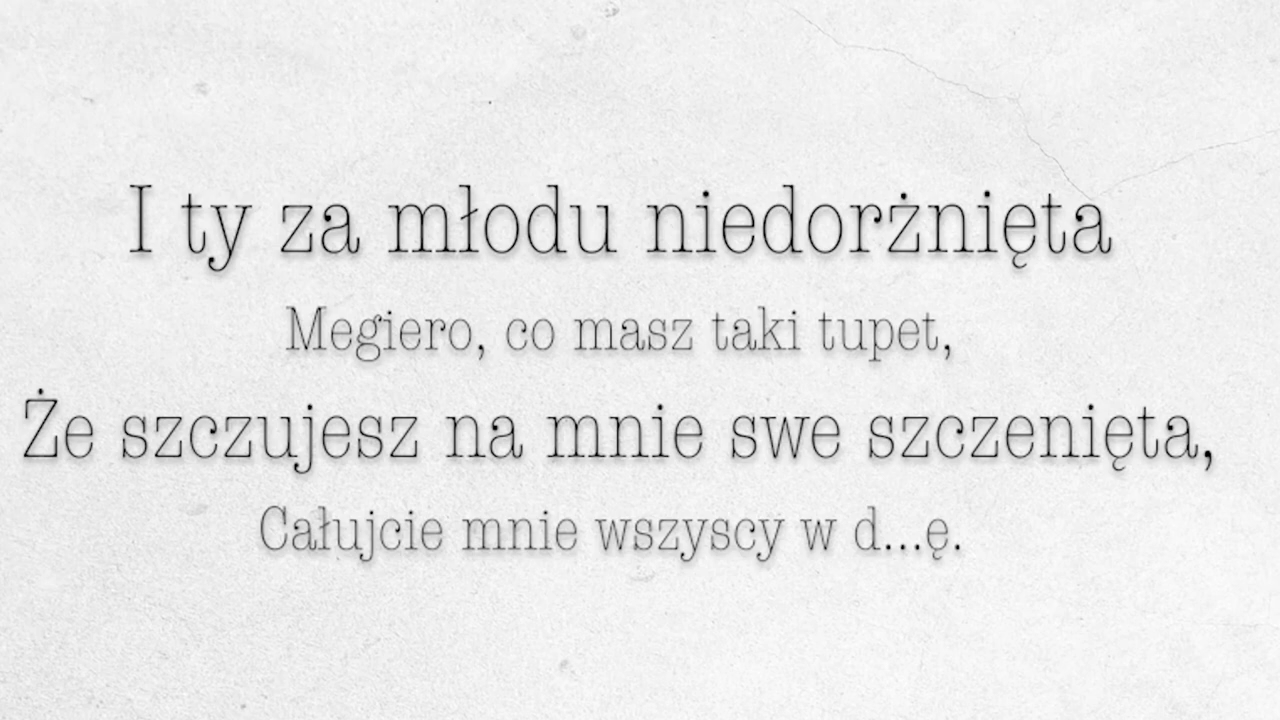 I ty za młodu niedorżnięta
Megiero, co masz taki tupet,
Że szczujesz na mnie swe szczenięta,
Całujcie mnie wszyscy w d...ę.